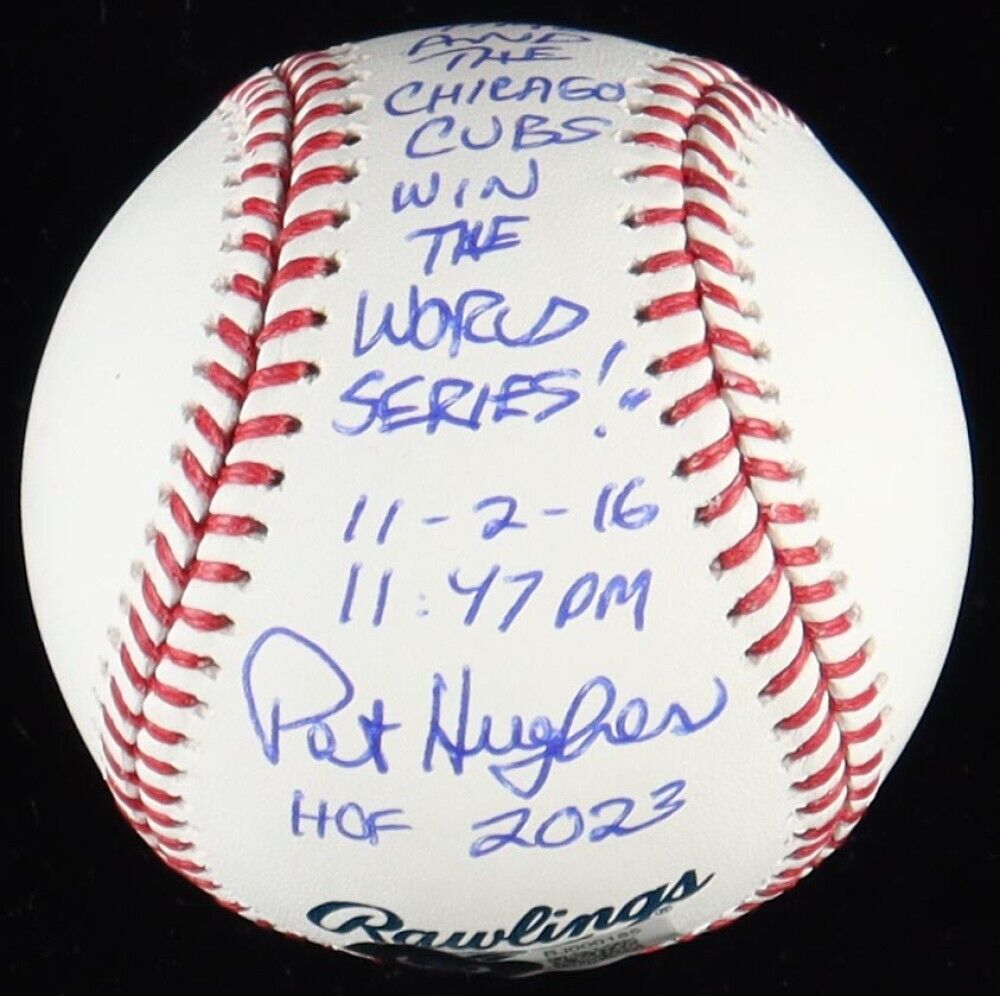 AND
THE
CHICAGO
CUBS
WIN
THE
WORLD
SERIES!
11-2-16
11:47 PM
Pat Hughes
HOF 2023
Rawlings®